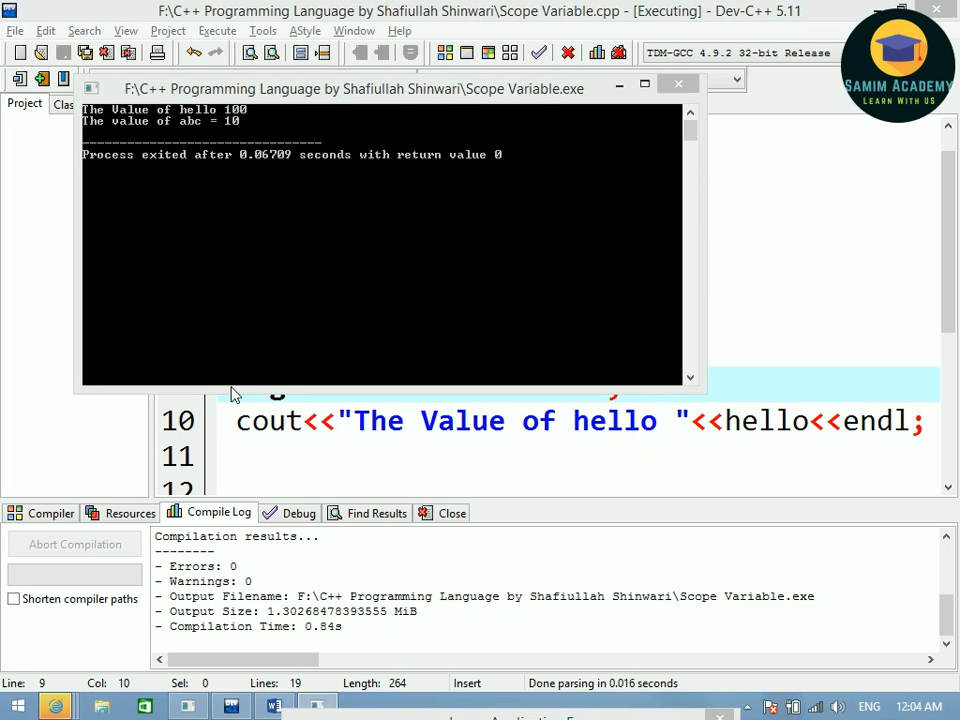 F:\C++ Programming Language by Shafiullah Shinwari\Scope Variable.cpp - [Executing] - Dev-C++ 5.11
File Edit Search View Project Execute Tools AStyle Window Help
TDM-GCC 4.9.2 32-bit Release
SAMIM ACADEMY
LEARN WITH US
F:\C++ Programming Language by Shafiullah Shinwari\Scope Variable.exe
Project Clas
The Value of hello 100
The value of abc = 10
--------------------------------
Process exited after 0.06709 seconds with return value 0
10 cout<<"The Value of hello "<<hello<<endl;
11
12
Compiler Resources Compile Log Debug Find Results Close
Abort Compilation
Shorten compiler paths
Compilation results...
--------
- Errors: 0
- Warnings: 0
- Output Filename: F:\C++ Programming Language by Shafiullah Shinwari\Scope Variable.exe
- Output Size: 1.30268478393555 MiB
- Compilation Time: 0.84s
Line: 9 Col: 10 Sel: 0 Lines: 19 Length: 264 Insert Done parsing in 0.016 seconds
ENG 12:04 AM